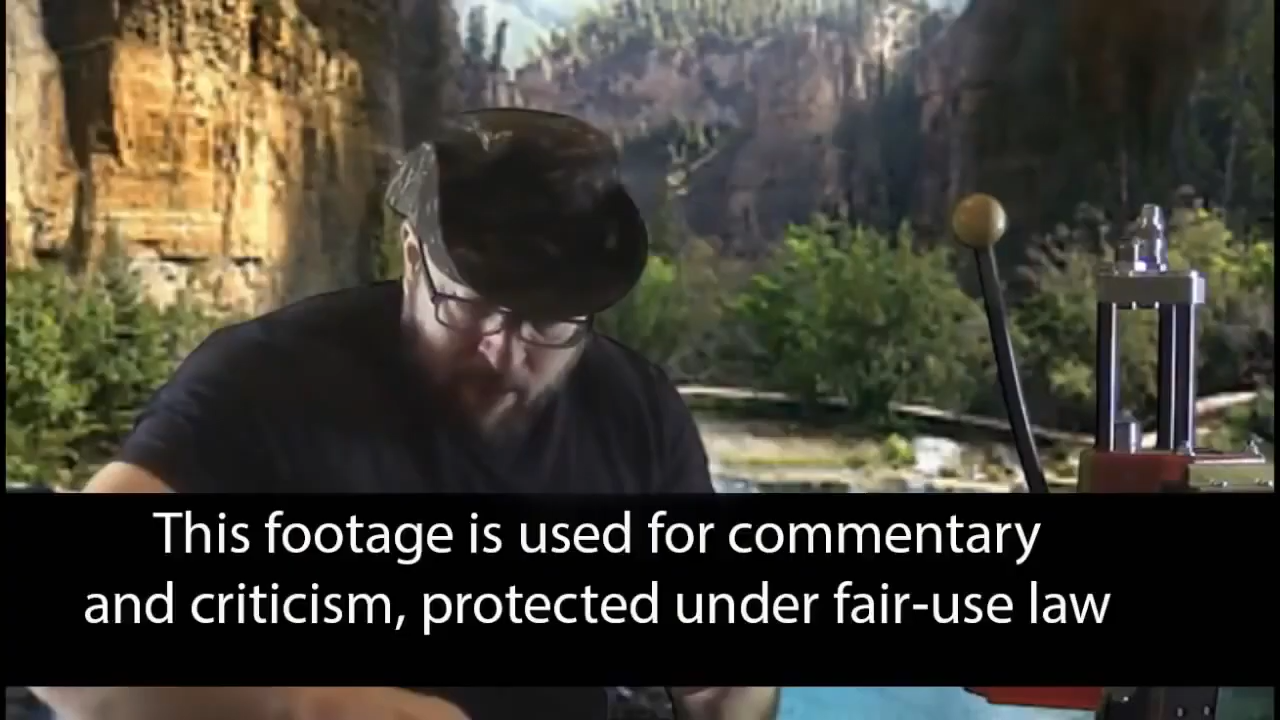 This footage is used for commentary
and criticism, protected under fair-use law